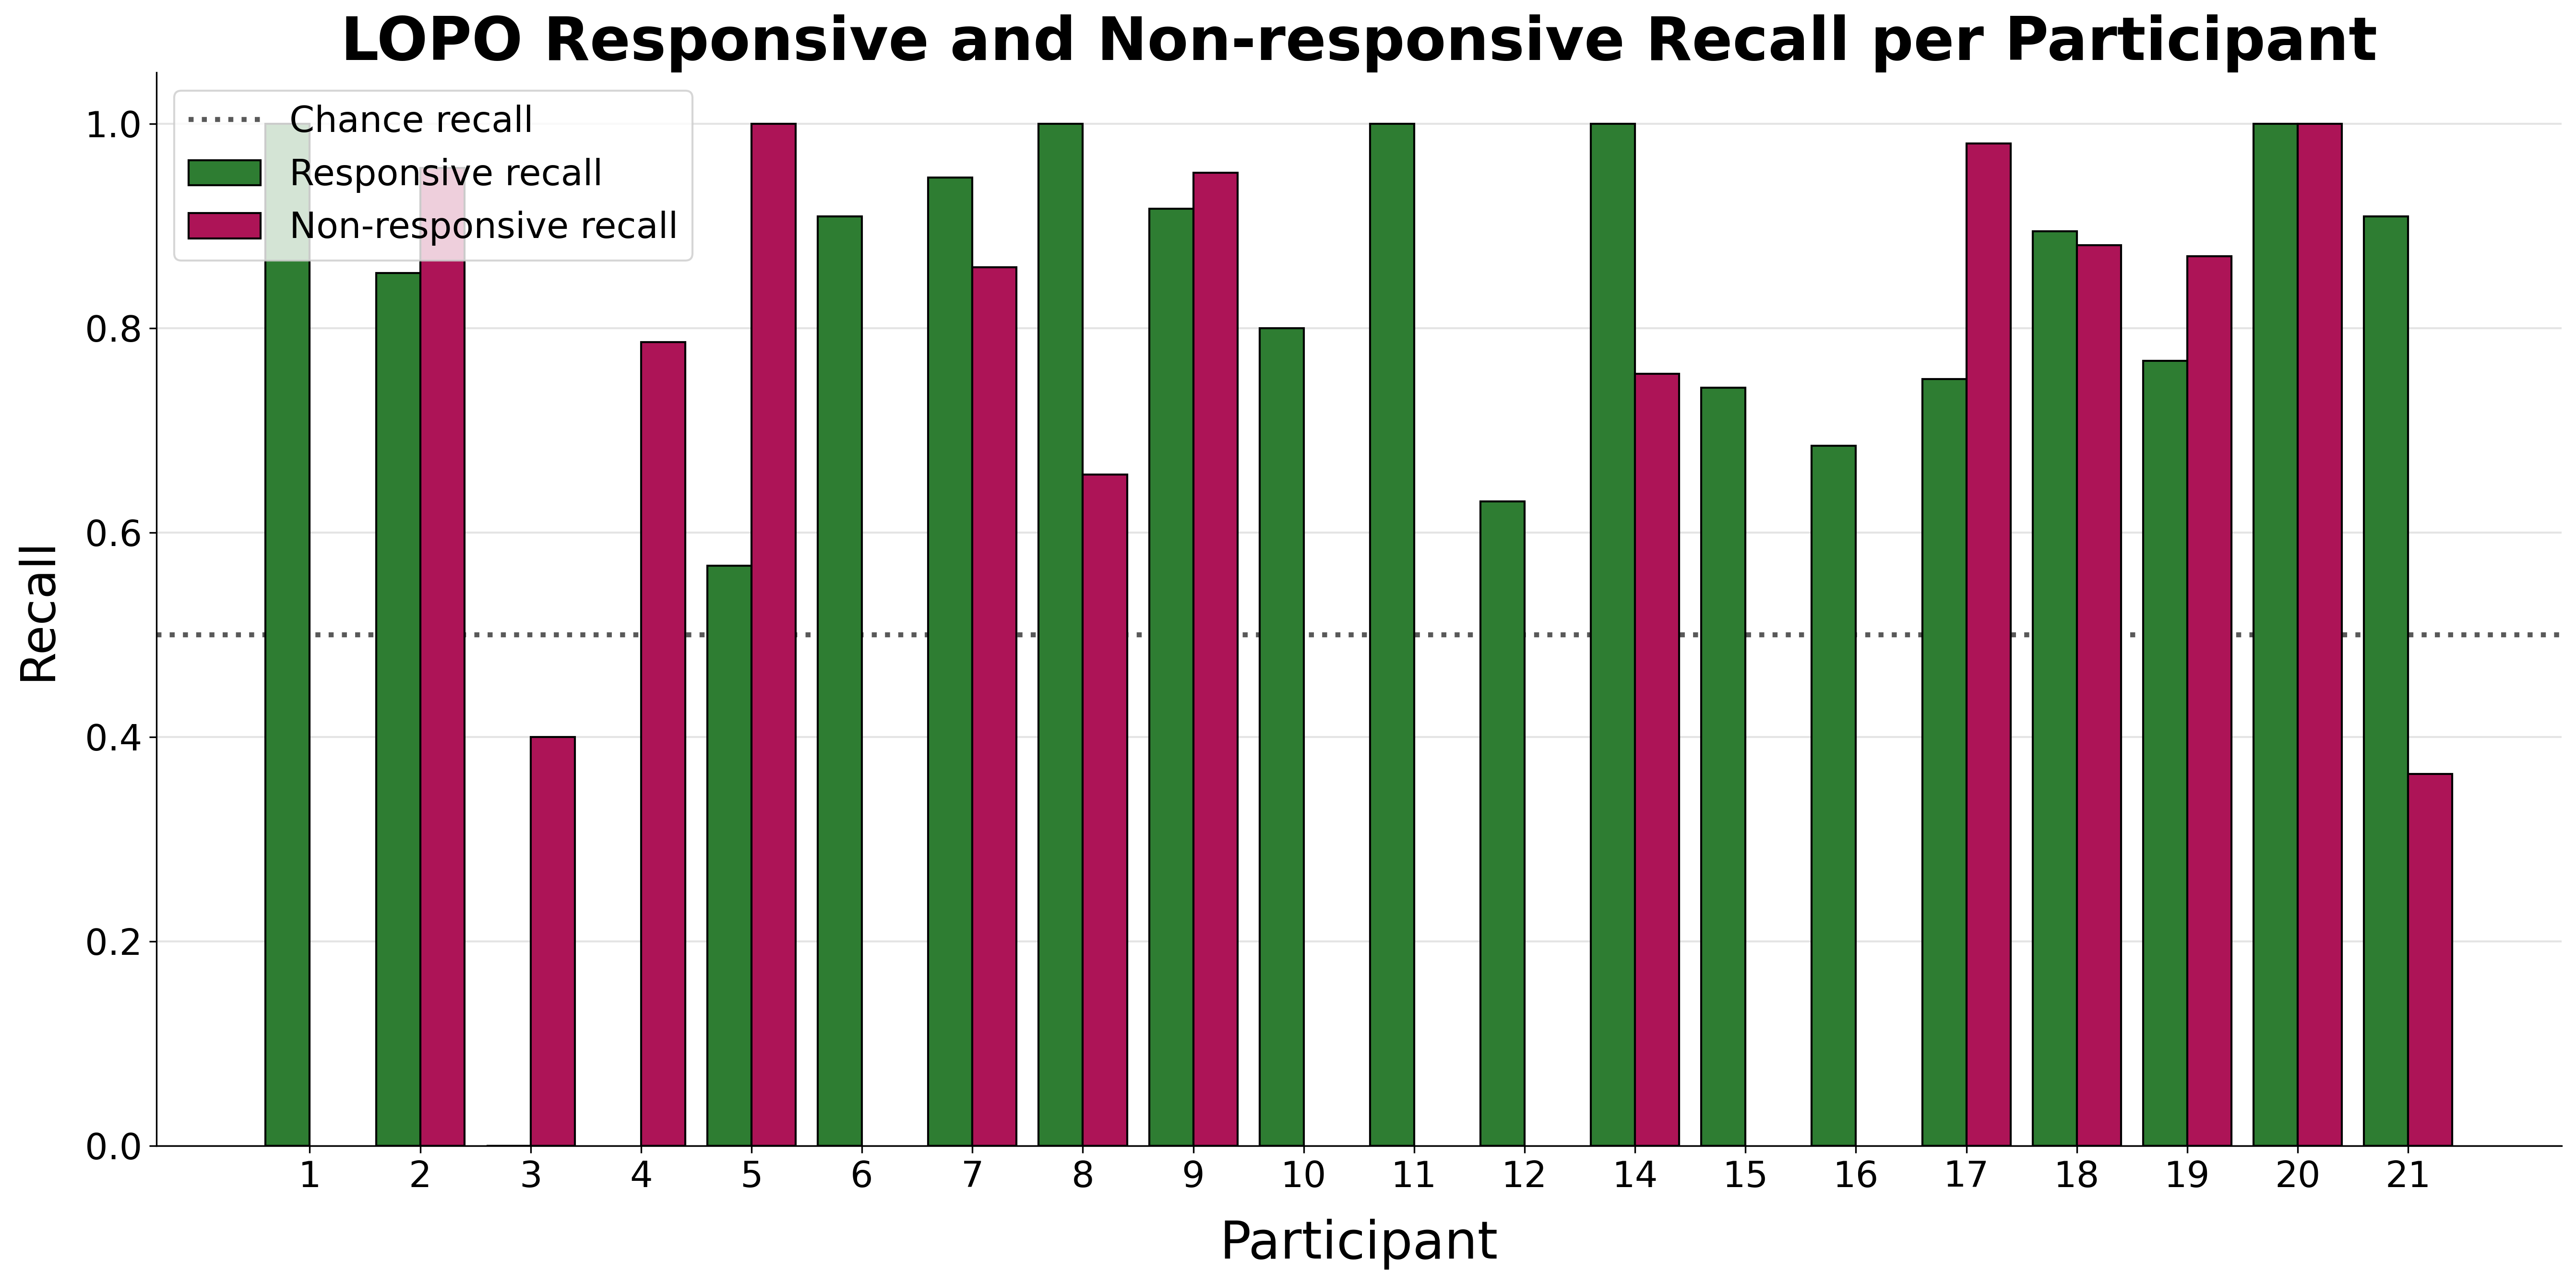 LOPO Responsive and Non-responsive Recall per Participant
Chance recall
Responsive recall
Non-responsive recall
1.0
0.8
0.6
0.4
0.2
0.0
Recall
1 2 3 4 5 6 7 8 9 10 11 12 14 15 16 17 18 19 20 21
Participant